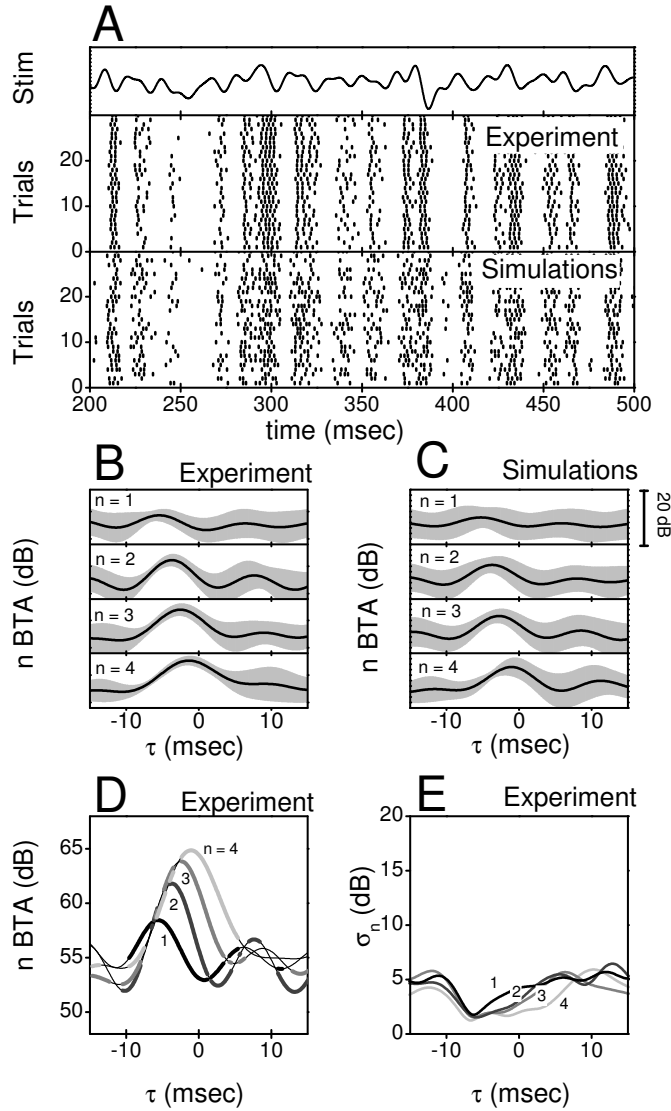 A
Stim
Experiment
Trials
20
10
0
Simulations
Trials
20
10
0
200 250 300 350 400 450 500
time (msec)
B Experiment
n = 1
n = 2
n = 3
n = 4
n BTA (dB)
-10 0 10
τ (msec)
C Simulations
n = 1
n = 2
n = 3
n = 4
20 dB
n BTA (dB)
-10 0 10
τ (msec)
D Experiment
n BTA (dB)
65
60
55
50
n = 4
3
2
1
-10 0 10
τ (msec)
E Experiment
σn (dB)
20
15
10
5
0
1
2
3
4
-10 0 10
τ (msec)